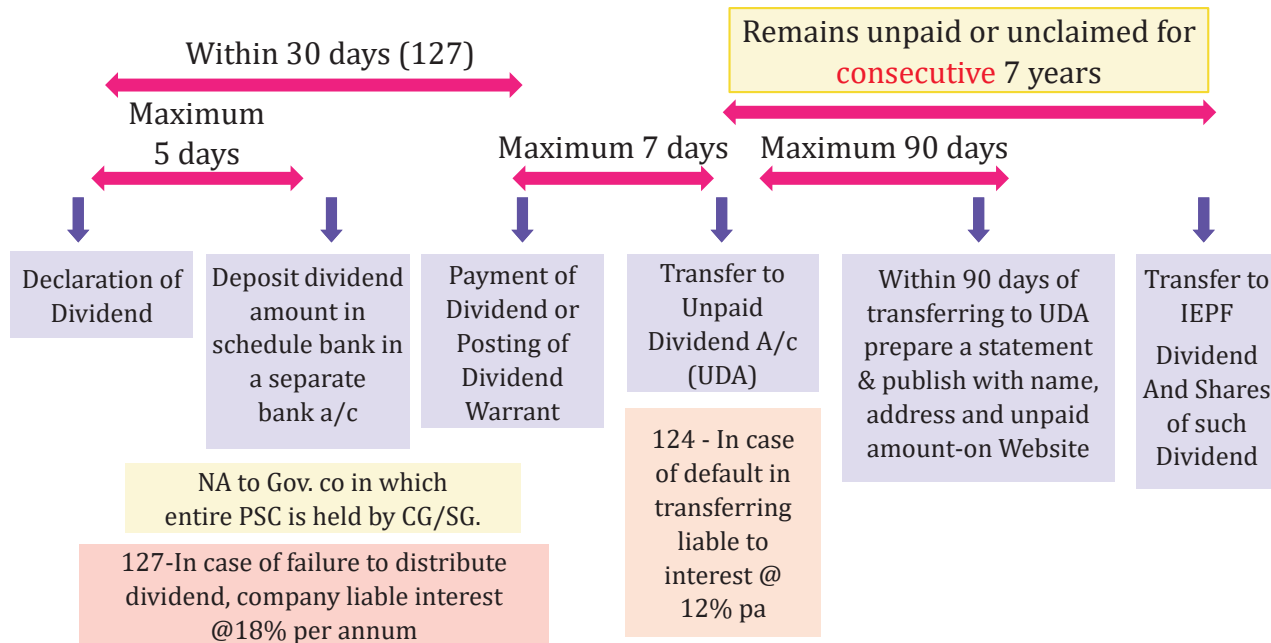 Within 30 days (127)
Remains unpaid or unclaimed for
consecutive 7 years
Maximum
5 days
Maximum 7 days
Maximum 90 days
Declaration of
Dividend
Deposit dividend
amount in
schedule bank in
a separate
bank a/c
Payment of
Dividend or
Posting of
Dividend
Warrant
Transfer to
Unpaid
Dividend A/c
(UDA)
Within 90 days of
transferring to UDA
prepare a statement
& publish with name,
address and unpaid
amount-on Website
Transfer to
IEPF
Dividend
And Shares
of such
Dividend
NA to Gov. co in which
entire PSC is held by CG/SG.
127-In case of failure to distribute
dividend, company liable interest
@18% per annum
124 - In case
of default in
transferring
liable to
interest @
12% pa